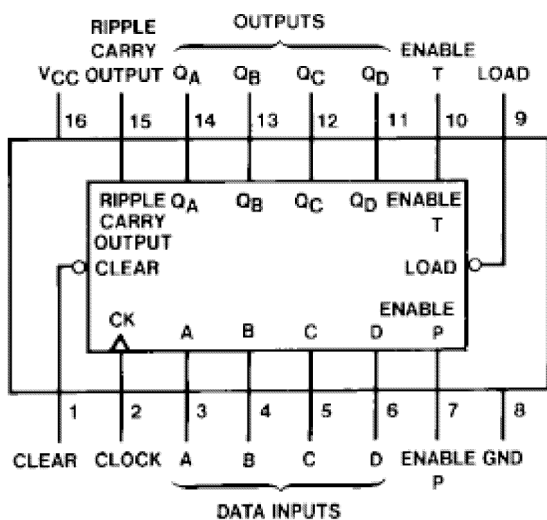 OUTPUTS
RIPPLE
CARRY
OUTPUT
VCC
QA QB QC QD
ENABLE
T
LOAD
16 15 14 13 12 11 10 9
RIPPLE
CARRY
OUTPUT
QA QB QC QD
ENABLE
T
CLEAR
LOAD
CK
A B C D
ENABLE
P
1 2 3 4 5 6 7 8
CLEAR CLOCK A B C D ENABLE GND
P
DATA INPUTS